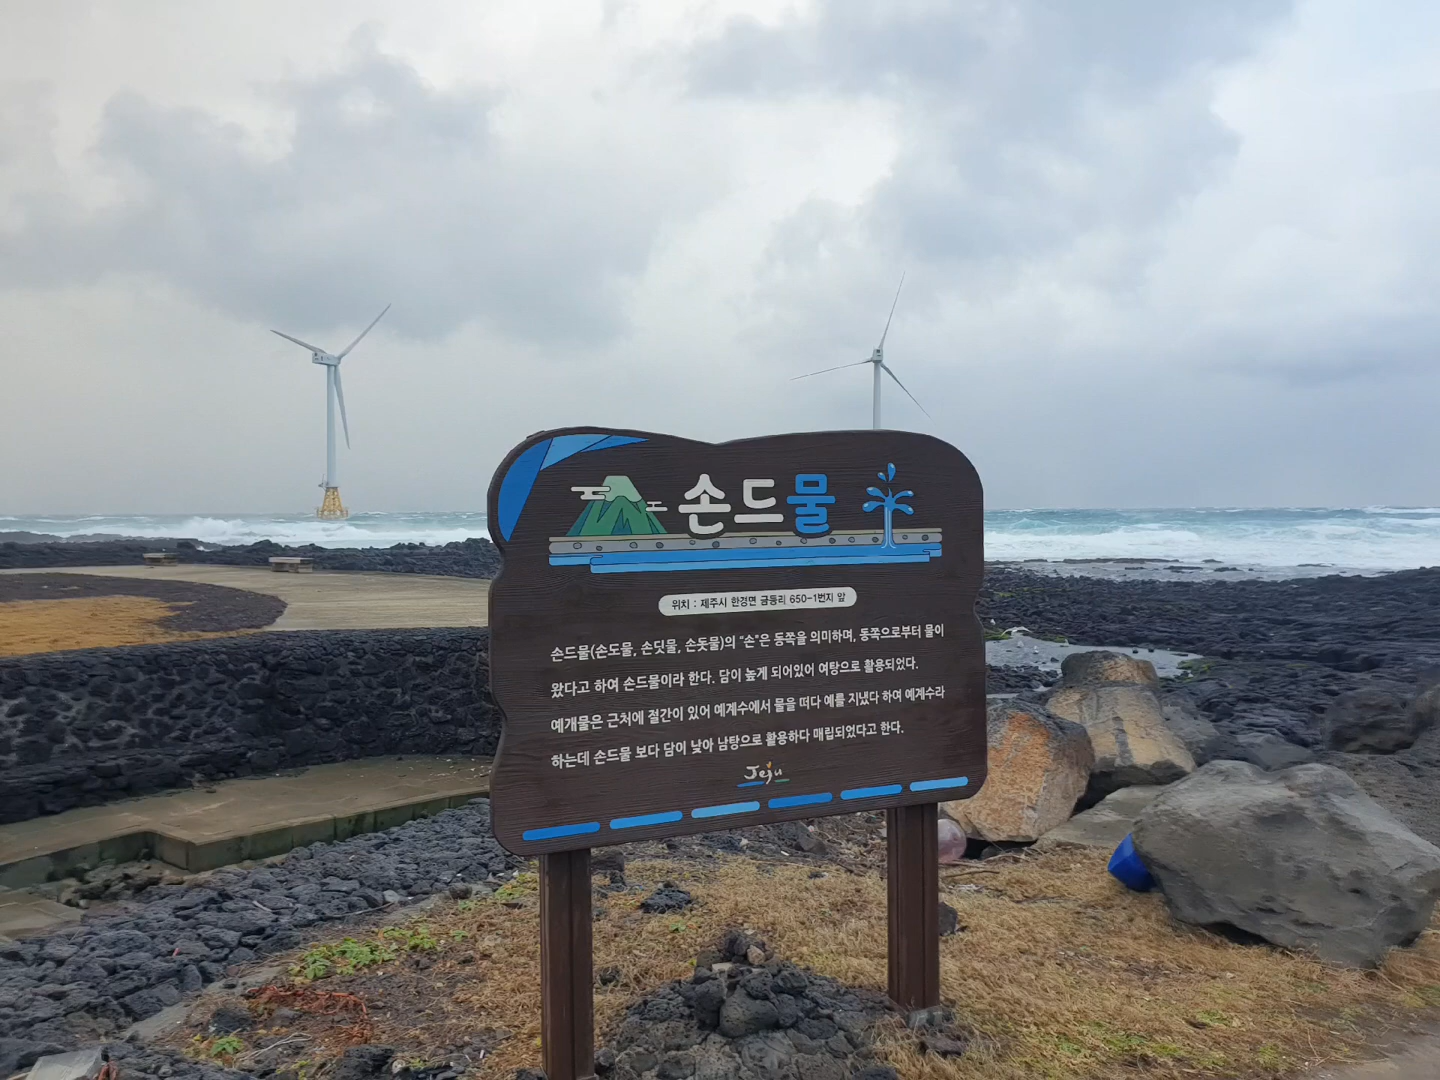 손드물
위치 : 제주시 한경면 금등리 650-1번지 앞
손드물(손도물, 손딧물, 손돗물)의 "손"은 동쪽을 의미하며, 동쪽으로부터 물이
왔다고 하여 손드물이라 한다. 담이 높게 되어있어 여탕으로 활용되었다.
예개물은 근처에 절간이 있어 예계수에서 물을 떠다 예를 지냈다 하여 예계수라
하는데 손드물 보다 담이 낮아 남탕으로 활용하다 매립되었다고 한다.
Jeju